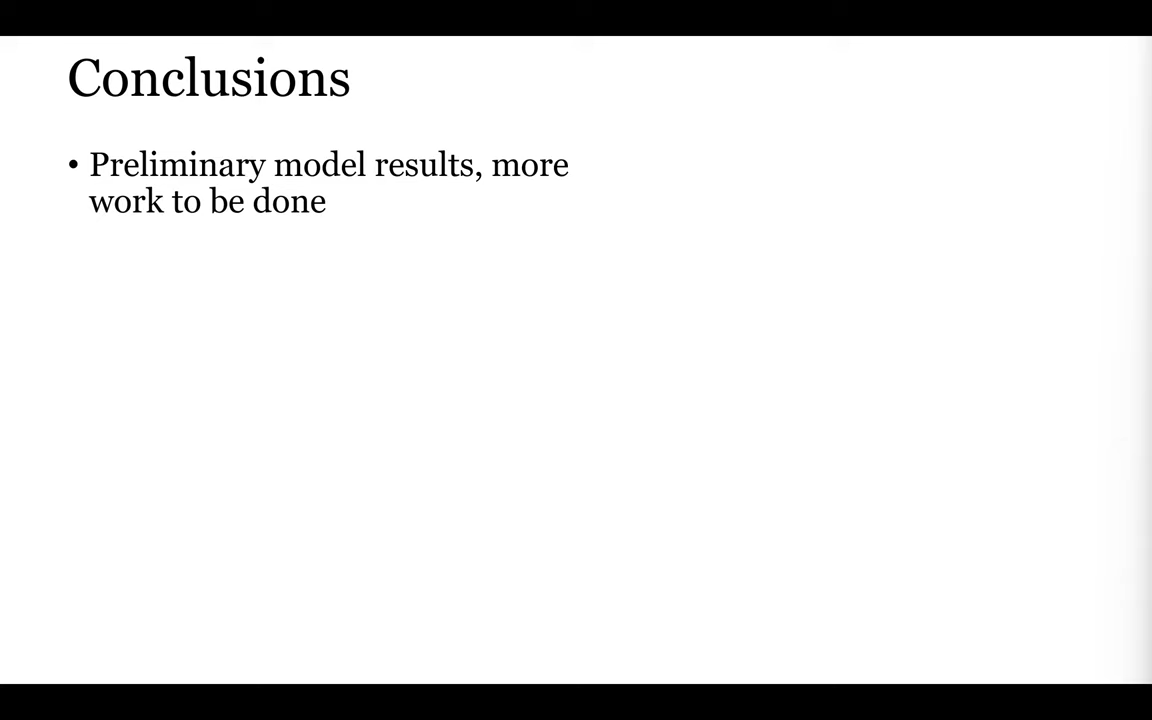 Conclusions
• Preliminary model results, more
work to be done